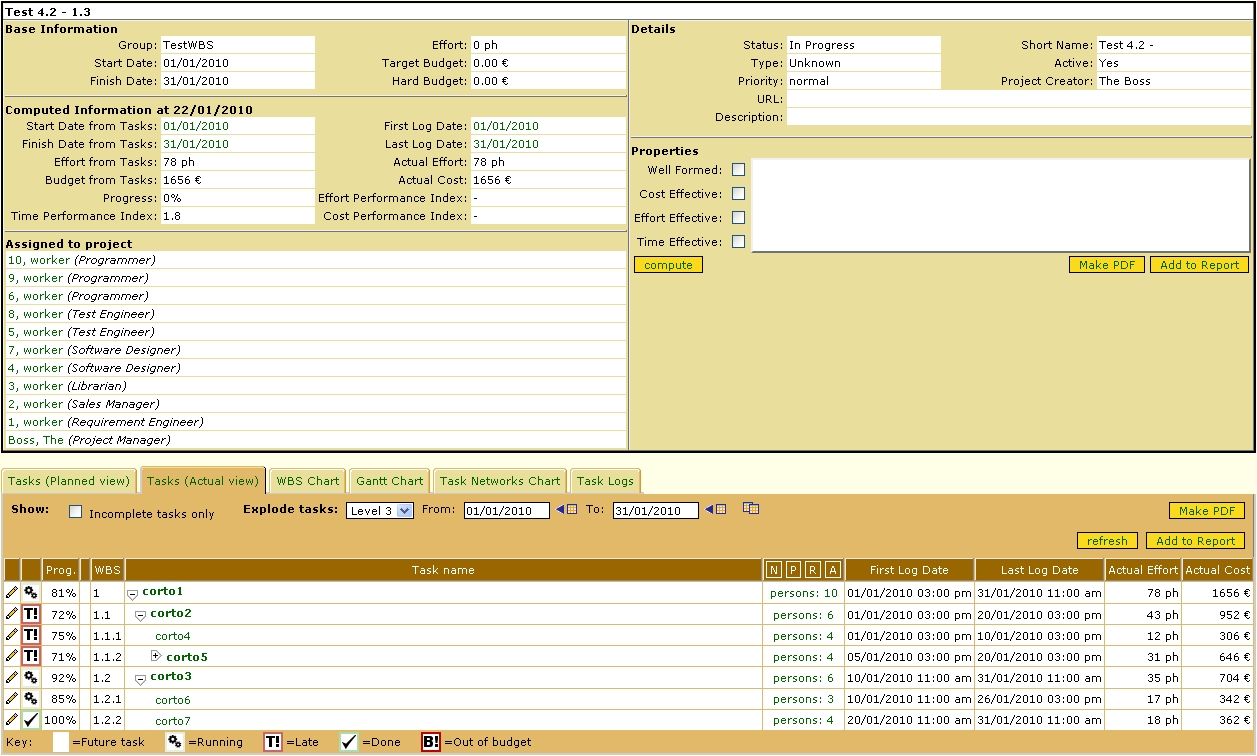 Test 4.2 - 1.3
Base Information
Group: TestWBS Effort: 0 ph
Start Date: 01/01/2010 Target Budget: 0.00 €
Finish Date: 31/01/2010 Hard Budget: 0.00 €
Computed Information at 22/01/2010
Start Date from Tasks: 01/01/2010 First Log Date: 01/01/2010
Finish Date from Tasks: 31/01/2010 Last Log Date: 31/01/2010
Effort from Tasks: 78 ph Actual Effort: 78 ph
Budget from Tasks: 1656 € Actual Cost: 1656 €
Progress: 0% Effort Performance Index: -
Time Performance Index: 1.8 Cost Performance Index: -
Assigned to project
10, worker (Programmer)
9, worker (Programmer)
6, worker (Programmer)
8, worker (Test Engineer)
5, worker (Test Engineer)
7, worker (Software Designer)
4, worker (Software Designer)
3, worker (Librarian)
2, worker (Sales Manager)
1, worker (Requirement Engineer)
Boss, The (Project Manager)
Details
Status: In Progress Short Name: Test 4.2 -
Type: Unknown Active: Yes
Priority: normal Project Creator: The Boss
URL:
Description:
Properties
Well Formed:
Cost Effective:
Effort Effective:
Time Effective:
compute Make PDF Add to Report
Tasks (Planned view) Tasks (Actual view) WBS Chart Gantt Chart Task Networks Chart Task Logs
Show: Incomplete tasks only Explode tasks: Level 3 From: 01/01/2010 To: 31/01/2010 Make PDF
refresh Add to Report
Prog. WBS Task name N P R A First Log Date Last Log Date Actual Effort Actual Cost
81% 1 corto1 persons: 10 01/01/2010 03:00 pm 31/01/2010 11:00 am 78 ph 1656 €
T! 72% 1.1 corto2 persons: 6 01/01/2010 03:00 pm 20/01/2010 03:00 pm 43 ph 952 €
T! 75% 1.1.1 corto4 persons: 4 01/01/2010 03:00 pm 10/01/2010 03:00 pm 12 ph 306 €
T! 71% 1.1.2 corto5 persons: 4 05/01/2010 03:00 pm 20/01/2010 03:00 pm 31 ph 646 €
92% 1.2 corto3 persons: 6 10/01/2010 11:00 am 31/01/2010 11:00 am 35 ph 704 €
85% 1.2.1 corto6 persons: 3 10/01/2010 11:00 am 26/01/2010 03:00 pm 17 ph 342 €
100% 1.2.2 corto7 persons: 4 20/01/2010 11:00 am 31/01/2010 11:00 am 18 ph 362 €
Key: =Future task =Running T! =Late =Done B! =Out of budget